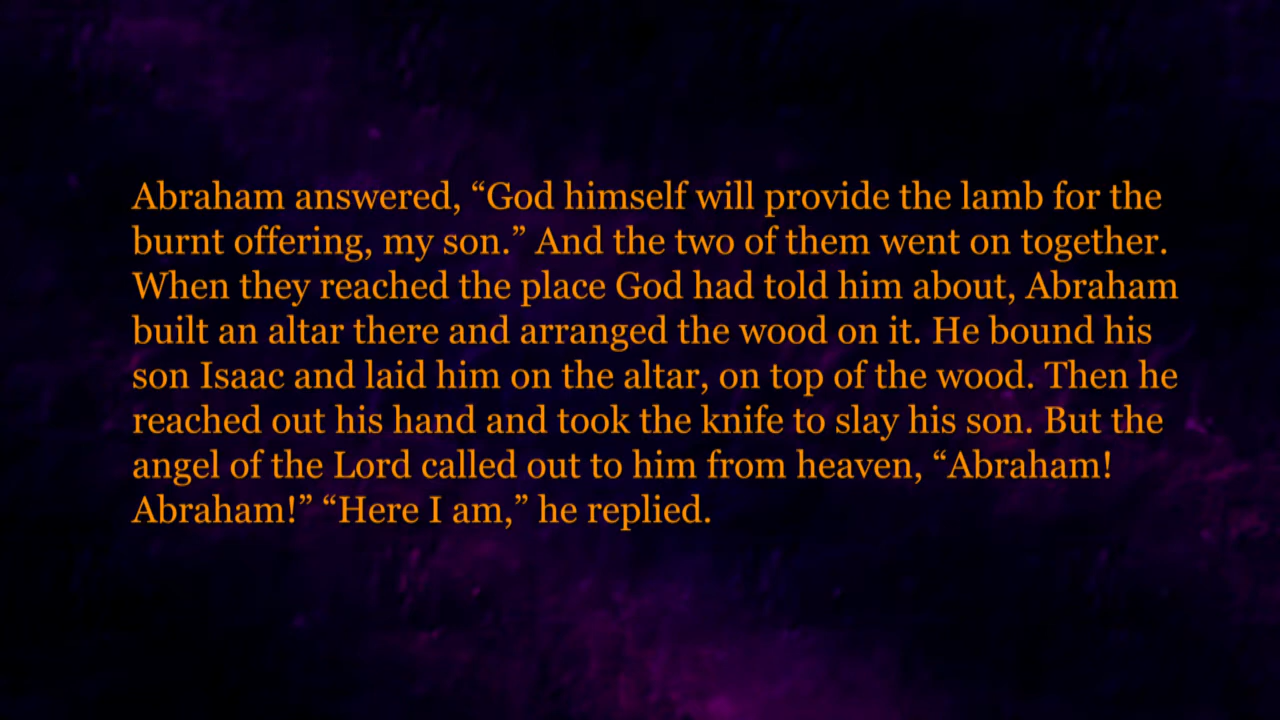 Abraham answered, “God himself will provide the lamb for the
burnt offering, my son.” And the two of them went on together.
When they reached the place God had told him about, Abraham
built an altar there and arranged the wood on it. He bound his
son Isaac and laid him on the altar, on top of the wood. Then he
reached out his hand and took the knife to slay his son. But the
angel of the Lord called out to him from heaven, “Abraham!
Abraham!” “Here I am,” he replied.